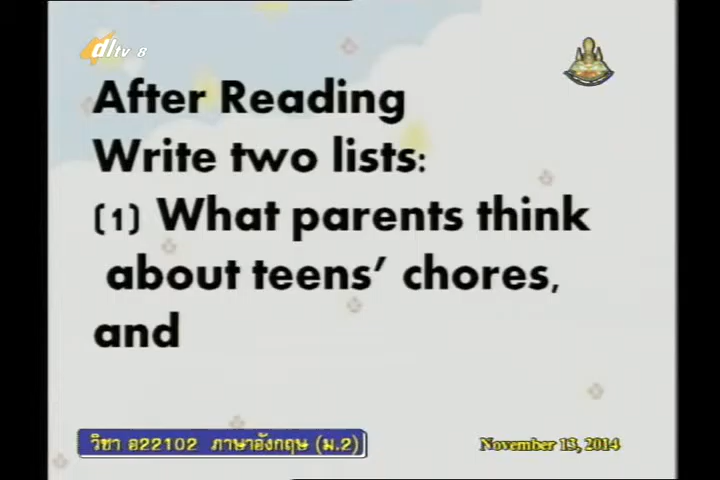 dltv 8
After Reading
Write two lists:
(1) What parents think
about teens' chores,
and
วิชา อ22102 ภาษาอังกฤษ (ม.2)
November 13, 2014